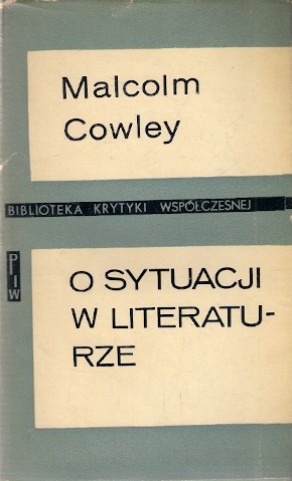 Malcolm
Cowley
BIBLIOTEKA KRYTYKI WSPÓŁCZESNEJ
PIW
O SYTUACJI
W LITERATU-
RZE